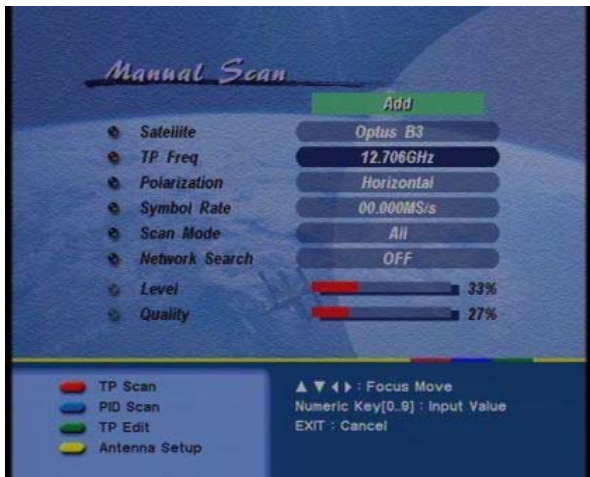 Manual Scan
Add
Satellite Optus B3
TP Freq 12.706GHz
Polarization Horizontal
Symbol Rate 00.000MS/s
Scan Mode All
Network Search OFF
Level 33%
Quality 27%
TP Scan
PID Scan
TP Edit
Antenna Setup
▲ ▼ ◀ ▶ : Focus Move
Numeric Key[0..9] : Input Value
EXIT : Cancel